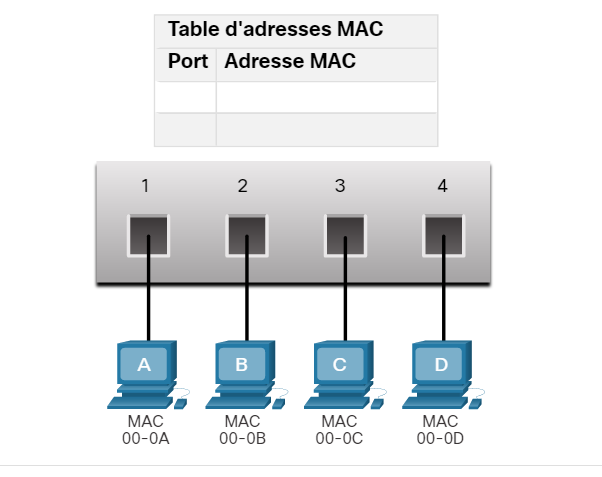 Table d'adresses MAC
Port Adresse MAC
1 2 3 4
A B C D
MAC MAC MAC MAC
00-0A 00-0B 00-0C 00-0D